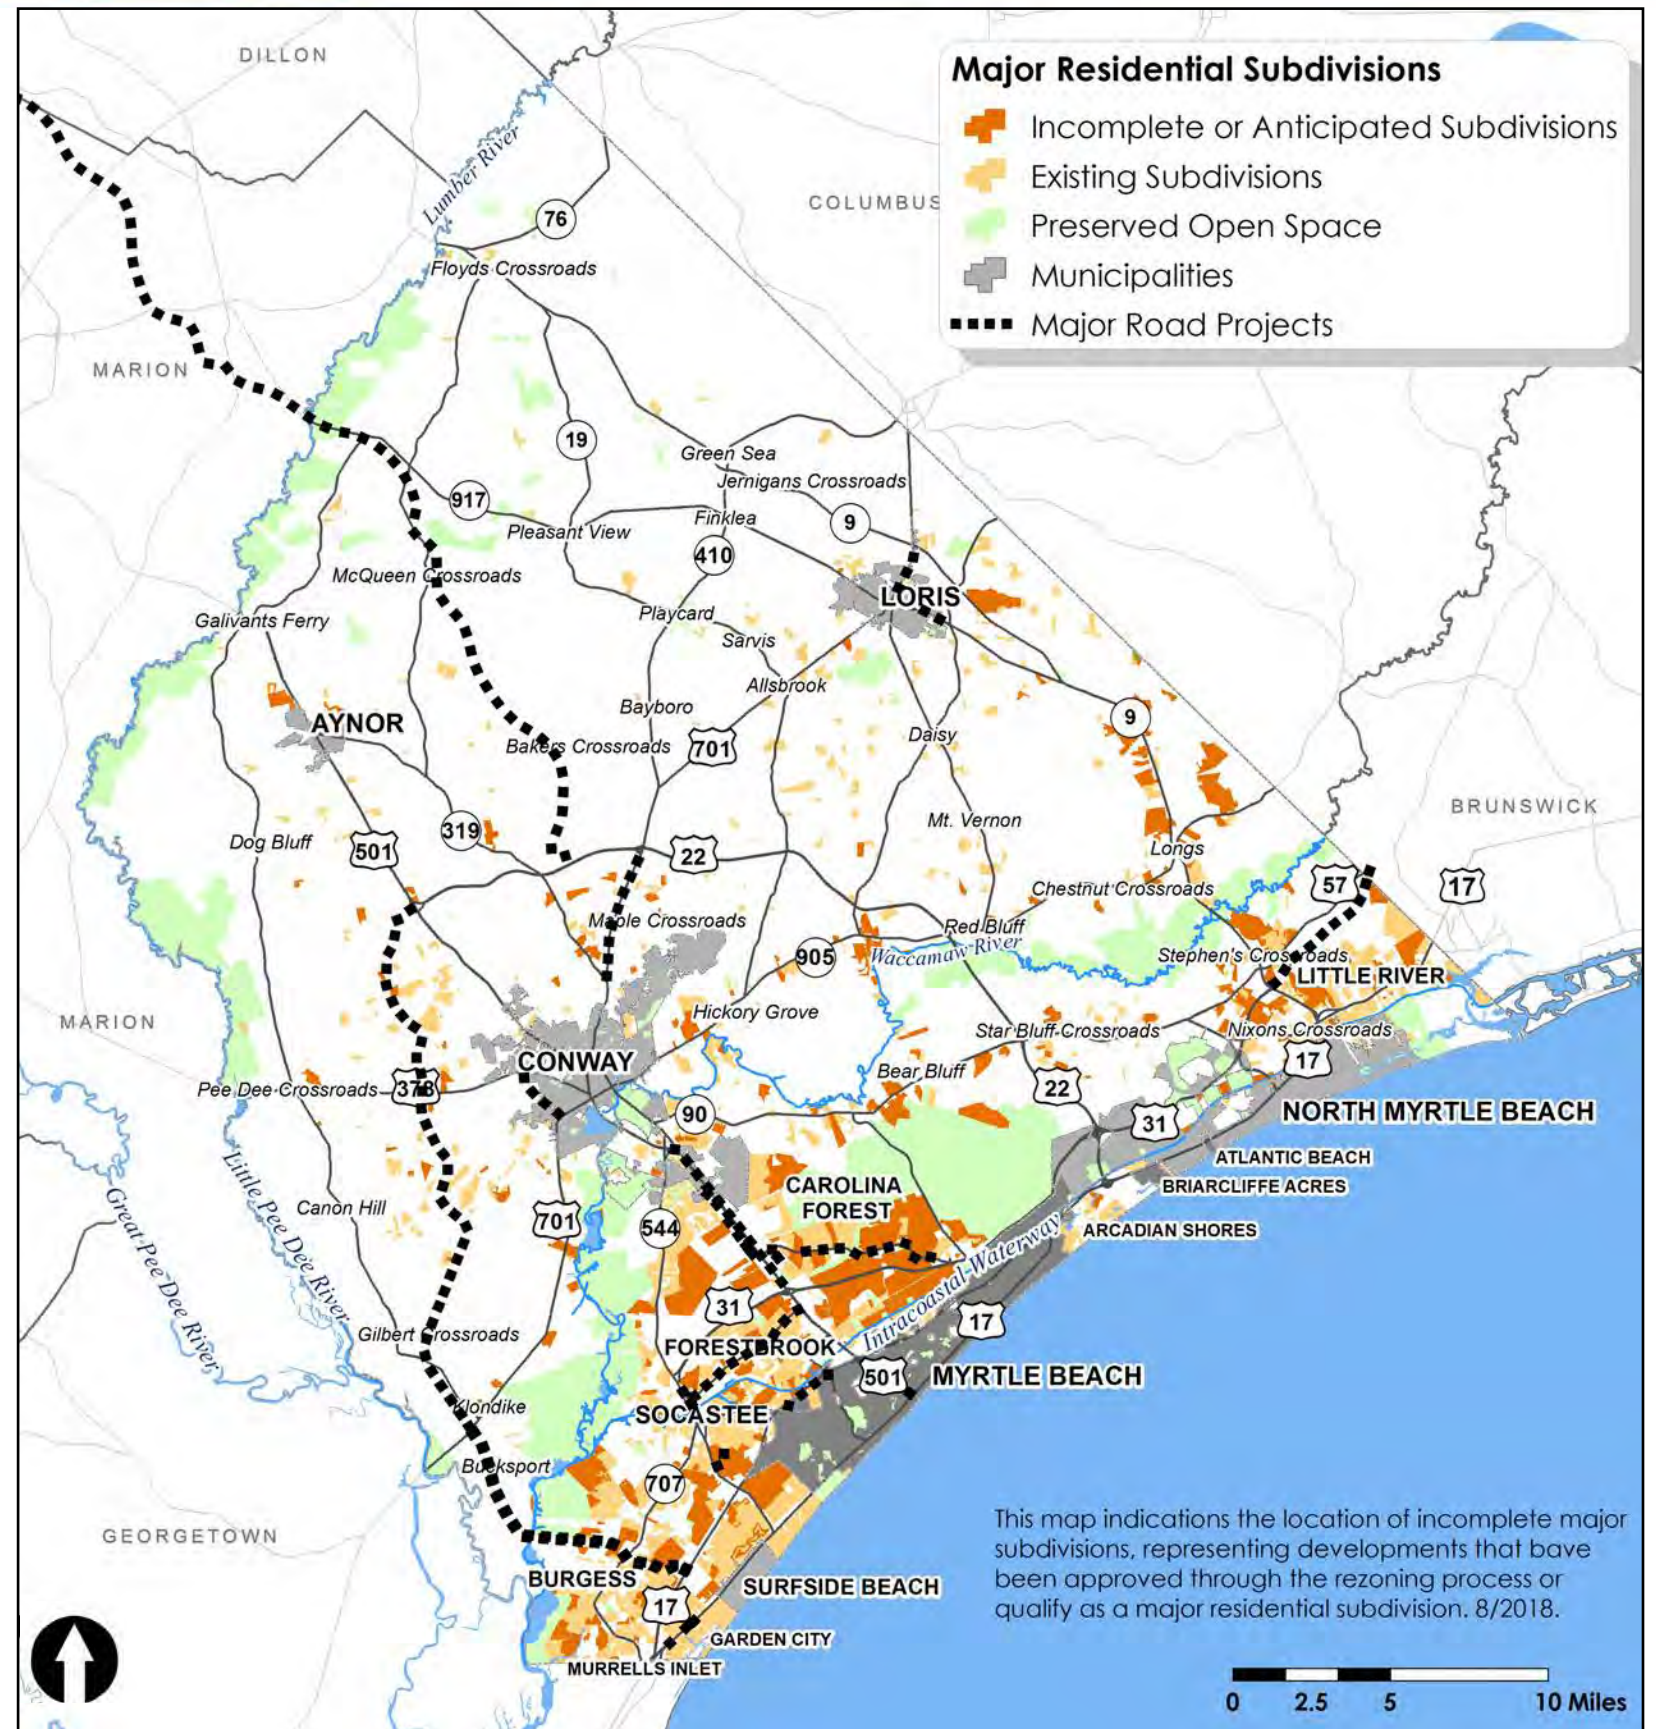 Major Residential Subdivisions
Incomplete or Anticipated Subdivisions
Existing Subdivisions
Preserved Open Space
Municipalities
Major Road Projects
DILLON
COLUMBUS
Lumber River
76
Floyds Crossroads
MARION
19
Green Sea
Jernigans Crossroads
917
Finklea
9
Pleasant View
410
McQueen Crossroads
LORIS
Galivants Ferry
Playcard
Sarvis
Allsbrook
Bayboro
9
AYNOR
Bakers Crossroads
701
Daisy
BRUNSWICK
319
Mt. Vernon
Dog Bluff
501
22
Longs
Chestnut Crossroads
57
17
Maple Crossroads
Red Bluff
905
Waccamaw River
Stephen's Crossroads
LITTLE RIVER
MARION
Hickory Grove
Star Bluff Crossroads
Nixons Crossroads
CONWAY
17
Bear Bluff
Pee Dee Crossroads
378
22
90
31
NORTH MYRTLE BEACH
ATLANTIC BEACH
CAROLINA
FOREST
BRIARCLIFFE ACRES
Little Pee Dee River
Great Pee Dee River
Canon Hill
701
544
ARCADIAN SHORES
Intracoastal Waterway
31
17
Gilbert Crossroads
FORESTBROOK
501
MYRTLE BEACH
Klondike
SOCASTEE
Bucksport
707
GEORGETOWN
This map indications the location of incomplete major
subdivisions, representing developments that bave
been approved through the rezoning process or
qualify as a major residential subdivision. 8/2018.
BURGESS
SURFSIDE BEACH
17
GARDEN CITY
MURRELLS INLET
0 2.5 5 10 Miles